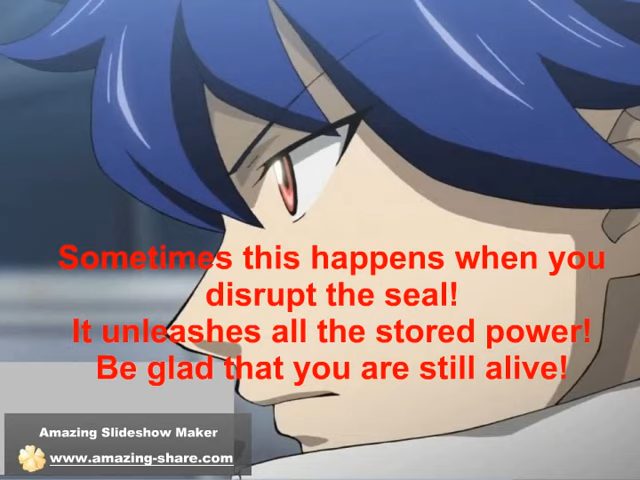 Sometimes this happens when you
disrupt the seal!
It unleashes all the stored power!
Be glad that you are still alive!
Amazing Slideshow Maker
www.amazing-share.com